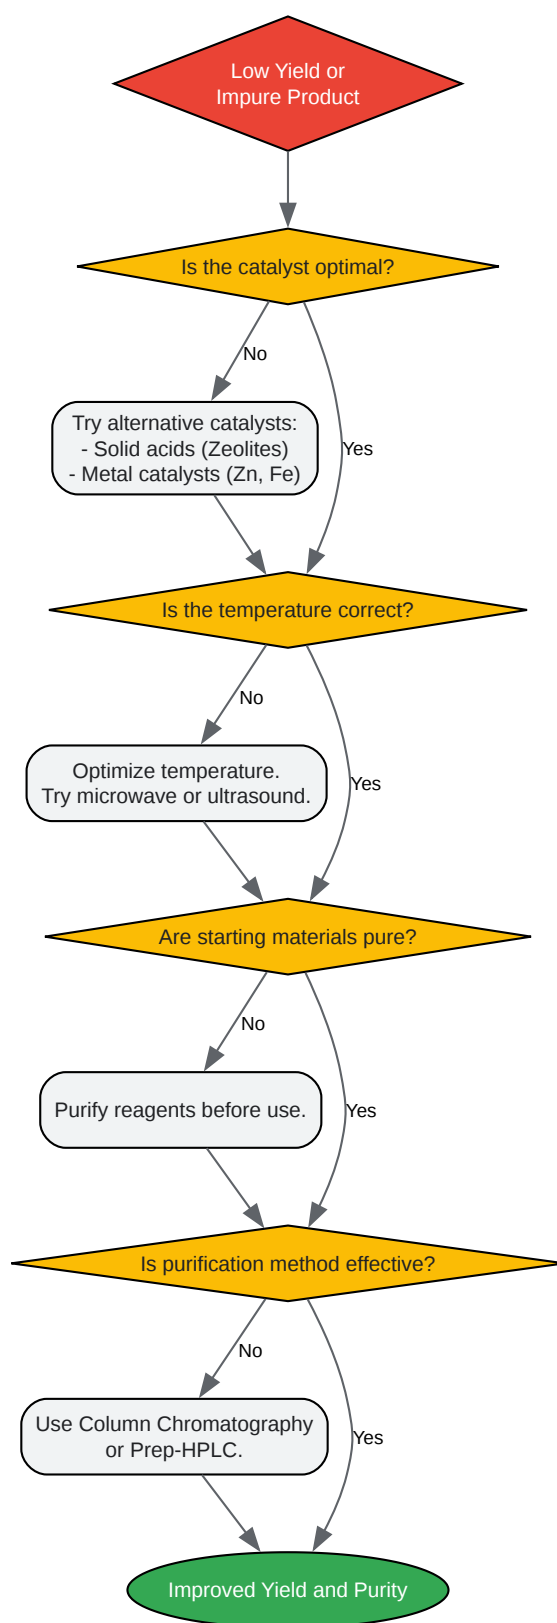 Low Yield or
Impure Product
Is the catalyst optimal?
No
Try alternative catalysts:
- Solid acids (Zeolites)
- Metal catalysts (Zn, Fe)
Yes
Is the temperature correct?
No
Optimize temperature.
Try microwave or ultrasound.
Yes
Are starting materials pure?
No
Purify reagents before use.
Yes
Is purification method effective?
No
Use Column Chromatography
or Prep-HPLC.
Yes
Improved Yield and Purity